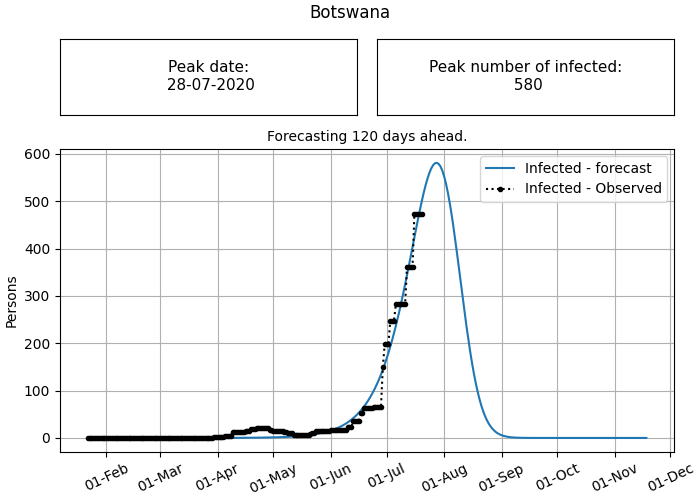 Botswana
Peak date:
28-07-2020
Peak number of infected:
580
Forecasting 120 days ahead.
Infected - forecast
Infected - Observed
Persons
600
500
400
300
200
100
0
01-Feb
01-Mar
01-Apr
01-May
01-Jun
01-Jul
01-Aug
01-Sep
01-Oct
01-Nov
01-Dec